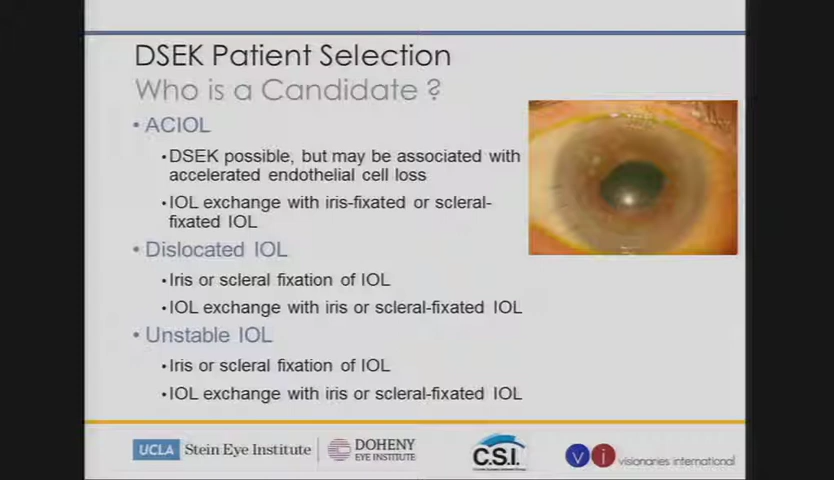 DSEK Patient Selection
Who is a Candidate ?
• ACIOL
•DSEK possible, but may be associated with
accelerated endothelial cell loss
•IOL exchange with iris-fixated or scleral-
fixated IOL
• Dislocated IOL
•Iris or scleral fixation of IOL
•IOL exchange with iris or scleral-fixated IOL
• Unstable IOL
•Iris or scleral fixation of IOL
•IOL exchange with iris or scleral-fixated IOL
UCLA Stein Eye Institute
DOHENY
EYE INSTITUTE
C.S.I.
vi visionaries international